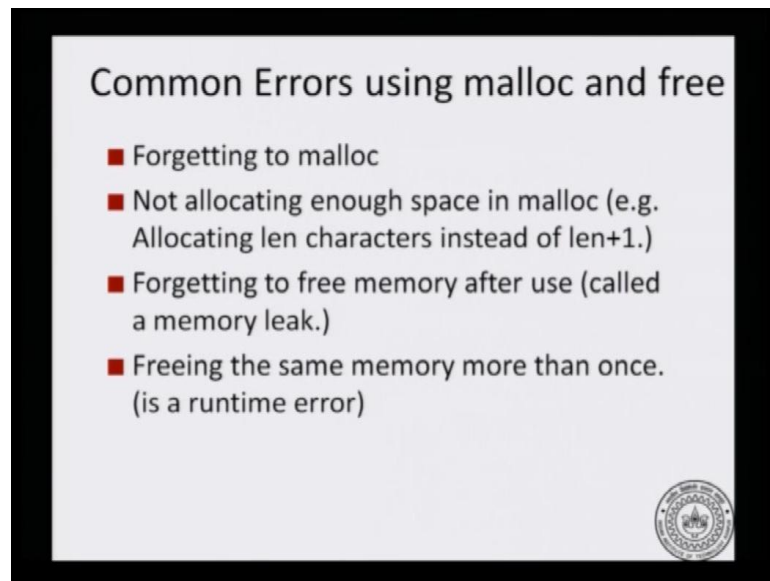 Common Errors using malloc and free
Forgetting to malloc
Not allocating enough space in malloc (e.g.
Allocating len characters instead of len+1.)
Forgetting to free memory after use (called
a memory leak.)
Freeing the same memory more than once.
(is a runtime error)